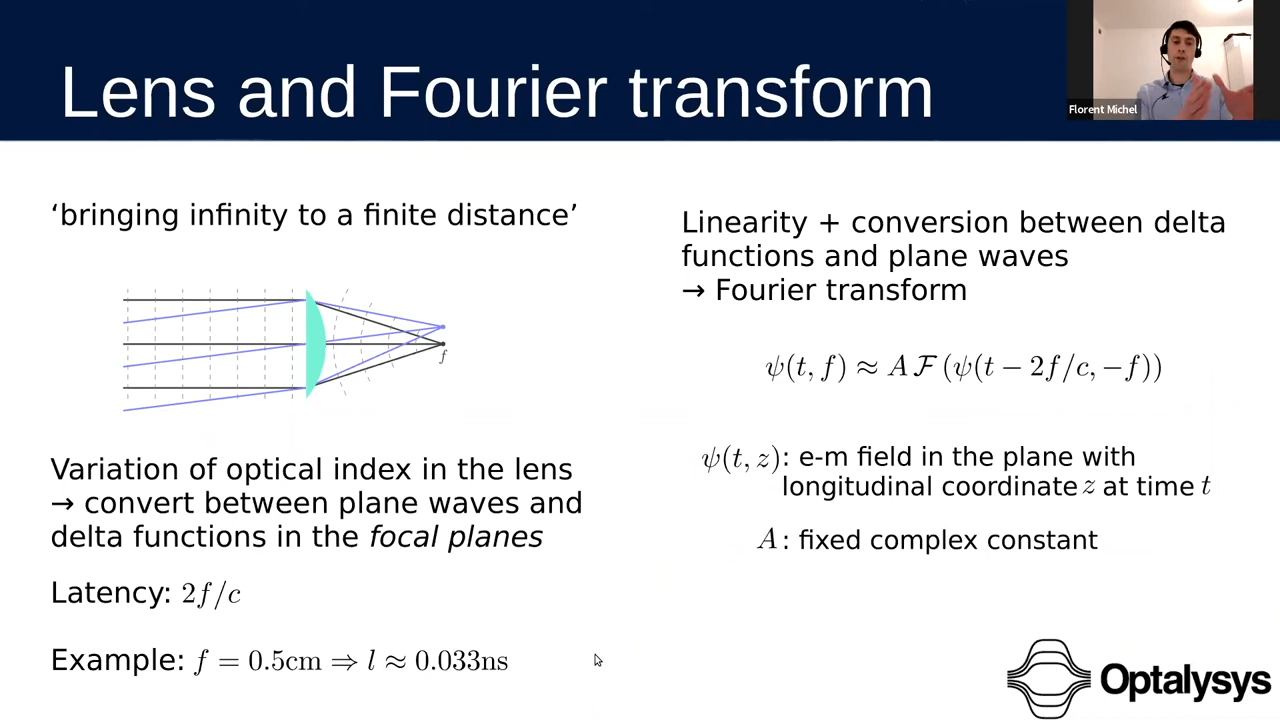 Lens and Fourier transform
Florent Michel
‘bringing infinity to a finite distance’
f
Variation of optical index in the lens
→ convert between plane waves and
delta functions in the focal planes
Latency: 2f/c
Example: f = 0.5cm ⇒ l ≈ 0.033ns
Linearity + conversion between delta
functions and plane waves
→ Fourier transform
ψ(t, f) ≈ A ℱ (ψ(t − 2f/c, −f))
ψ(t, z): e-m field in the plane with
longitudinal coordinate z at time t
A: fixed complex constant
Optalysys